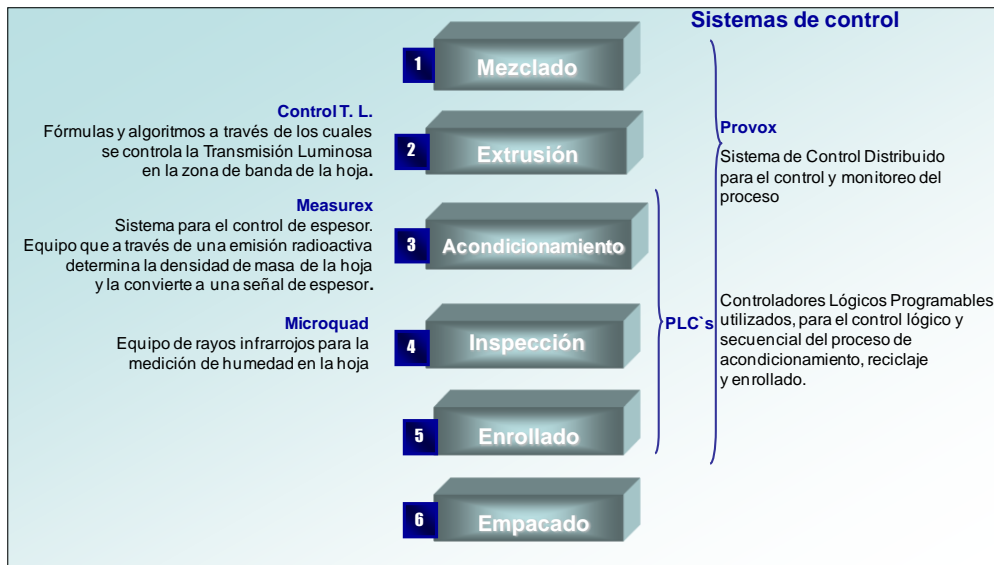 Sistemas de control
1
Mezclado
Control T. L.
Fórmulas y algoritmos a través de los cuales
se controla la Transmisión Luminosa
en la zona de banda de la hoja.
2
Extrusión
Provox
Sistema de Control Distribuido
para el control y monitoreo del
proceso
Measurex
Sistema para el control de espesor.
Equipo que a través de una emisión radioactiva
determina la densidad de masa de la hoja
y la convierte a una señal de espesor.
3
Acondicionamiento
Microquad
Equipo de rayos infrarrojos para la
medición de humedad en la hoja
4
Inspección
PLC`s
Controladores Lógicos Programables
utilizados, para el control lógico y
secuencial del proceso de
acondicionamiento, reciclaje
y enrollado.
5
Enrollado
6
Empacado